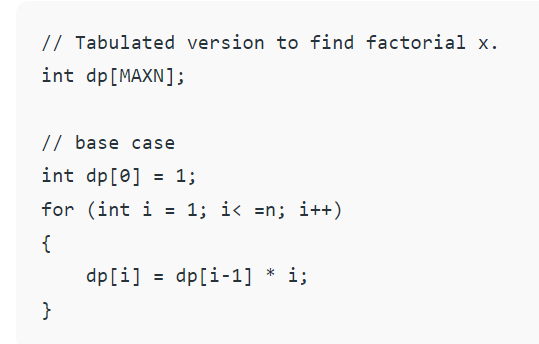 // Tabulated version to find factorial x.
int dp[MAXN];

// base case
int dp[0] = 1;
for (int i = 1; i< =n; i++)
{
    dp[i] = dp[i-1] * i;
}